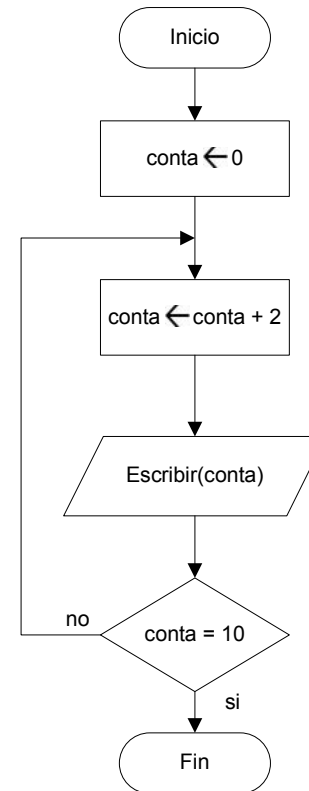 Inicio
conta ← 0
conta ← conta + 2
Escribir(conta)
conta = 10
no
si
Fin